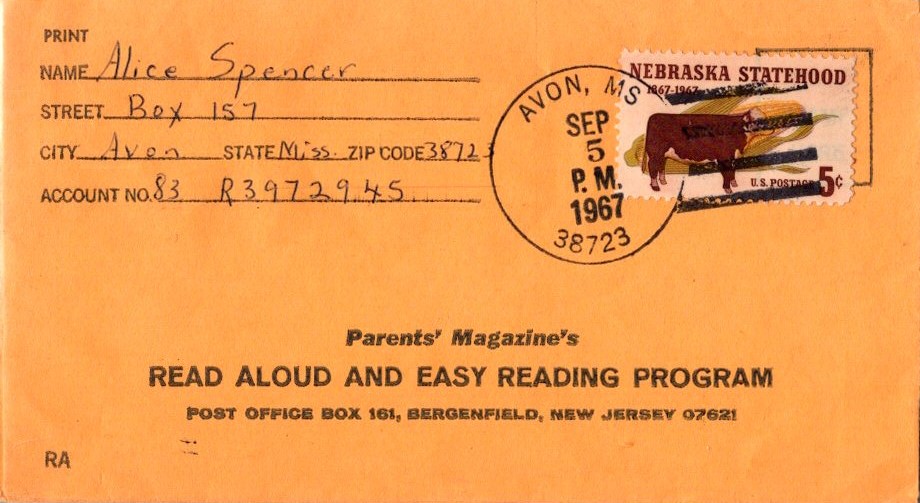 PRINT
NAME Alice Spencer
STREET Box 157
CITY Avon STATE Miss. ZIP CODE 38723
ACCOUNT NO. 83 R3972945
AVON, MS
SEP
5
P. M.
1967
38723
NEBRASKA STATEHOOD
1867-1967
U.S. POSTAGE 5¢
Parents' Magazine's
READ ALOUD AND EASY READING PROGRAM
POST OFFICE BOX 161, BERGENFIELD, NEW JERSEY 07621
RA